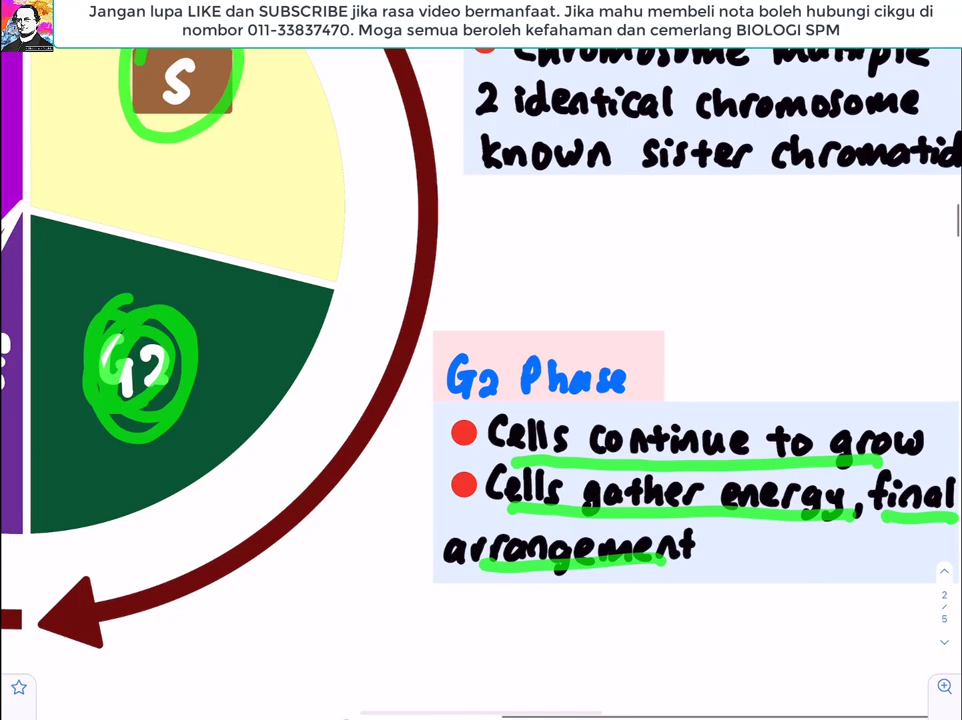 Jangan lupa LIKE dan SUBSCRIBE jika rasa video bermanfaat. Jika mahu membeli nota boleh hubungi cikgu di
nombor 011-33837470. Moga semua beroleh kefahaman dan cemerlang BIOLOGI SPM
chromosome multiple
S
2 identical chromosome
known sister chromatid
G2
G2 Phase
Cells continue to grow
Cells gather energy, final
arrangement
2
/
5